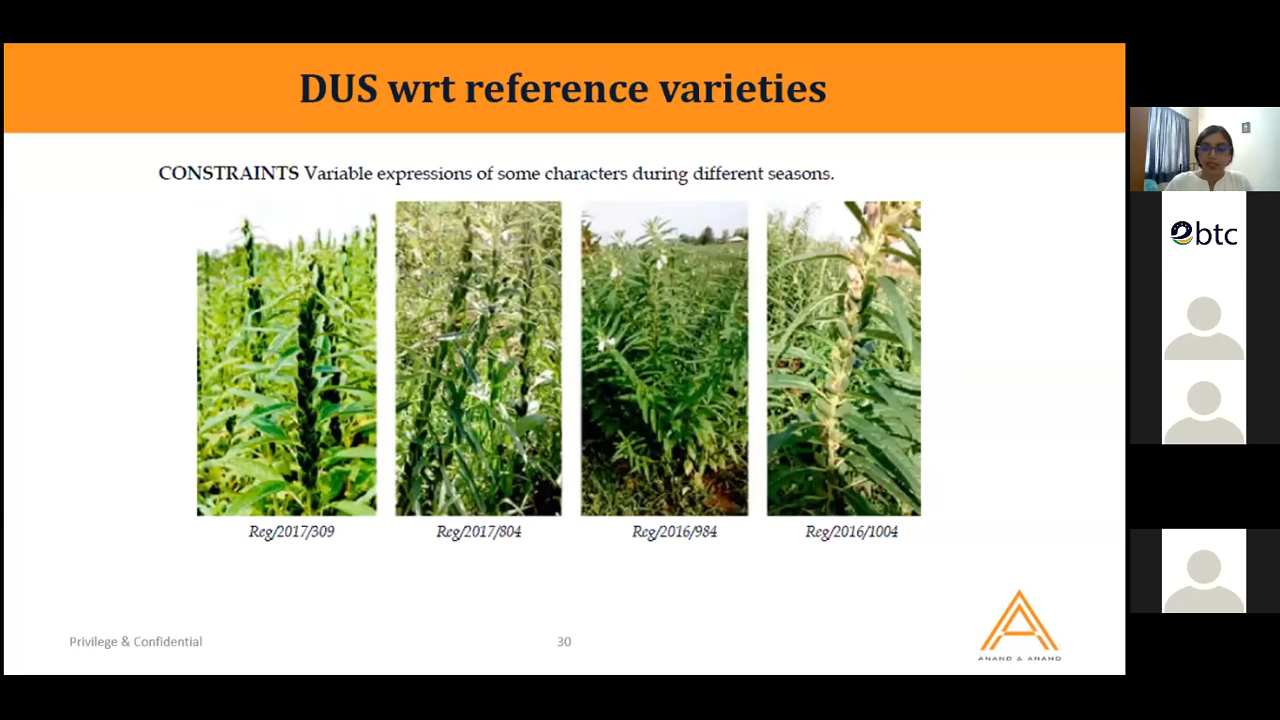 DUS wrt reference varieties
CONSTRAINTS Variable expressions of some characters during different seasons.
Reg/2017/309
Reg/2017/804
Reg/2016/984
Reg/2016/1004
Privilege & Confidential
30
ANAND & ANAND
btc